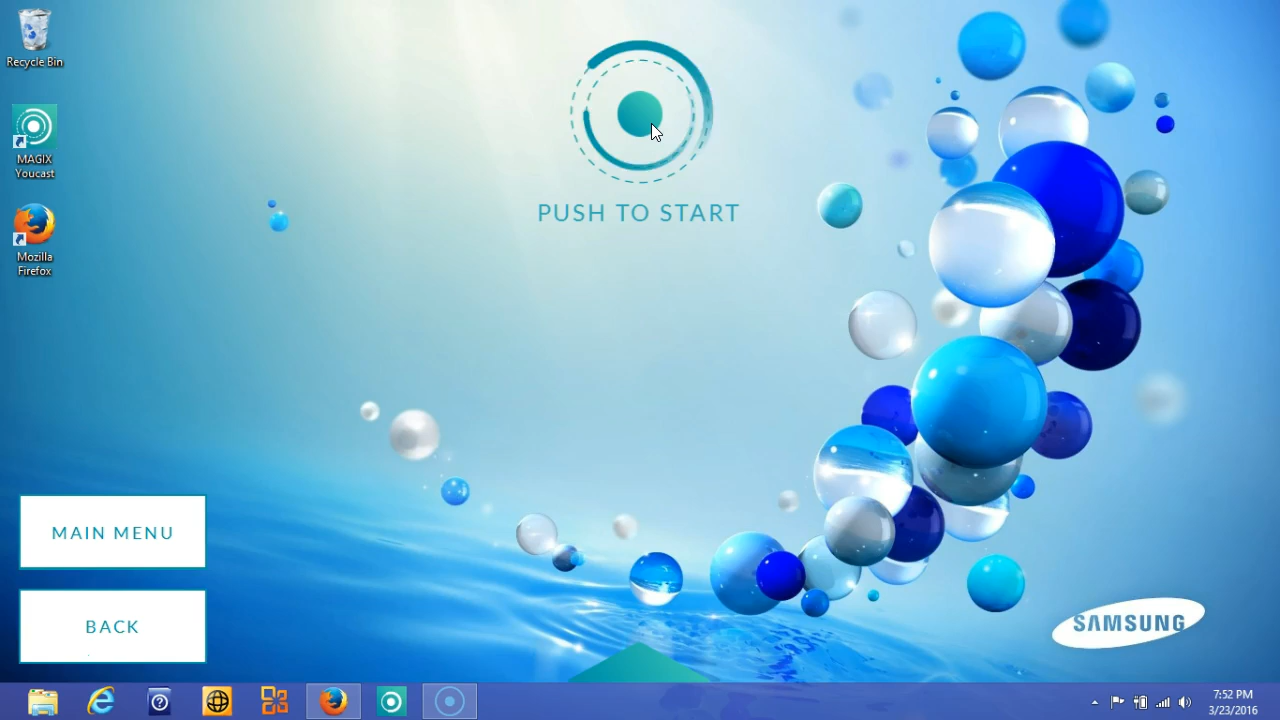 Recycle Bin
MAGIX
Youcast
Mozilla
Firefox
PUSH TO START
MAIN MENU
BACK
SAMSUNG
7:52 PM
3/23/2016